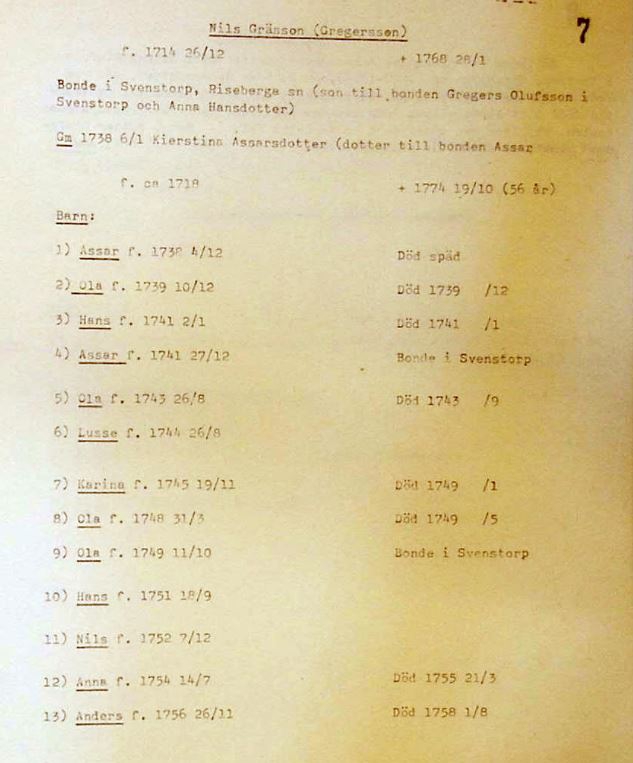 7
Nils Grässon (Gregersson)
f. 1714 26/12 + 1768 28/1
Bonde i Svenstorp, Riseberga sn (son till bonden Gregers Olufsson i
Svenstorp och Anna Hansdotter)
Gm 1738 6/1 Kierstina Assarsdotter (dotter till bonden Assar
f. ca 1718 + 1774 19/10 (56 år)
Barn:
1) Assar f. 1738 4/12 Död späd
2) Ola f. 1739 10/12 Död 1739 /12
3) Hans f. 1741 2/1 Död 1741 /1
4) Assar f. 1741 27/12 Bonde i Svenstorp
5) Ola f. 1743 26/8 Död 1743 /9
6) Lusse f. 1744 26/8
7) Karina f. 1745 19/11 Död 1749 /1
8) Ola f. 1748 31/3 Död 1749 /5
9) Ola f. 1749 11/10 Bonde i Svenstorp
10) Hans f. 1751 18/9
11) Nils f. 1752 7/12
12) Anna f. 1754 14/7 Död 1755 21/3
13) Anders f. 1756 26/11 Död 1758 1/8